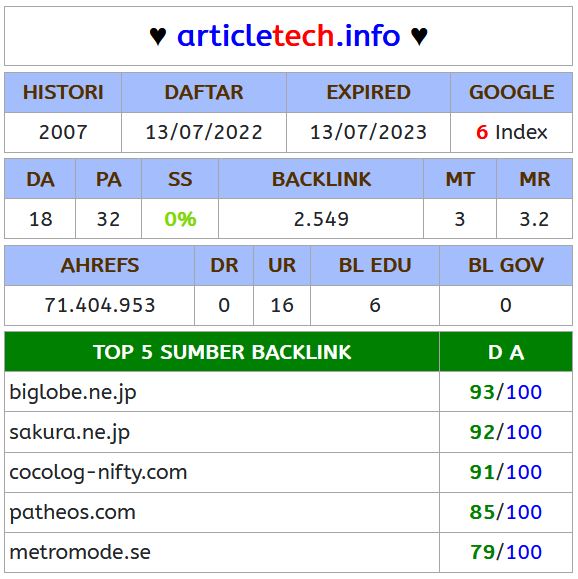 ♥ articletech.info ♥
HISTORI DAFTAR EXPIRED GOOGLE
2007 13/07/2022 13/07/2023 6 Index
DA PA SS BACKLINK MT MR
18 32 0% 2.549 3 3.2
AHREFS DR UR BL EDU BL GOV
71.404.953 0 16 6 0
TOP 5 SUMBER BACKLINK D A
biglobe.ne.jp 93/100
sakura.ne.jp 92/100
cocolog-nifty.com 91/100
patheos.com 85/100
metromode.se 79/100